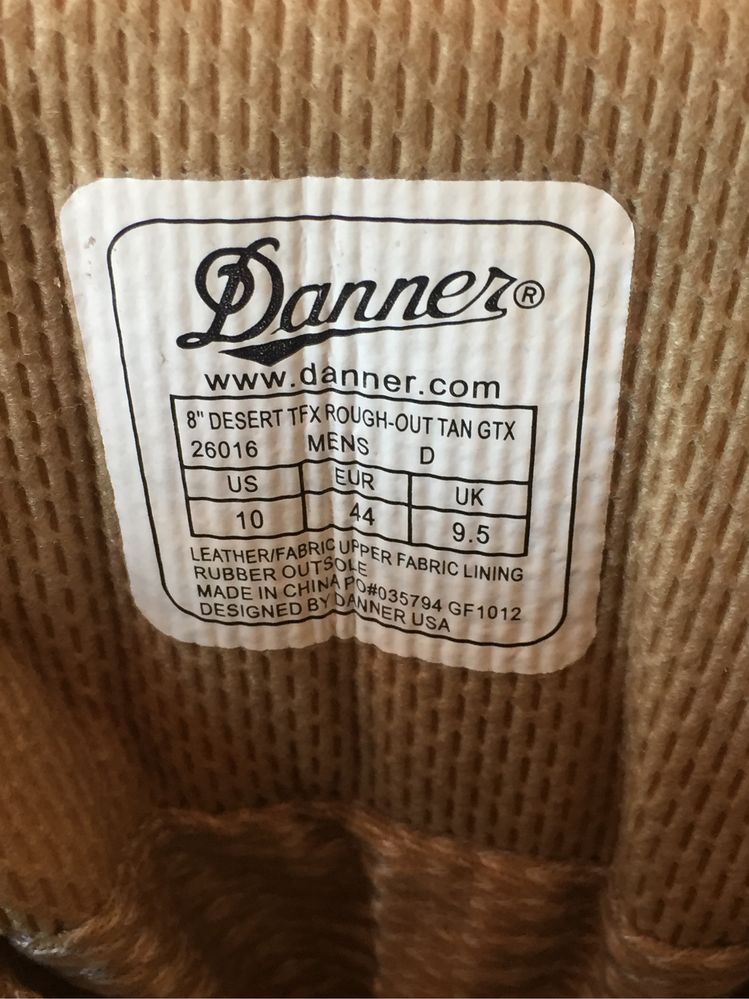 Danner®
www.danner.com
8" DESERT TFX ROUGH-OUT TAN GTX
26016 MENS D
US EUR UK
10 44 9.5
LEATHER/FABRIC UPPER FABRIC LINING
RUBBER OUTSOLE
MADE IN CHINA PO#035794 GF1012
DESIGNED BY DANNER USA